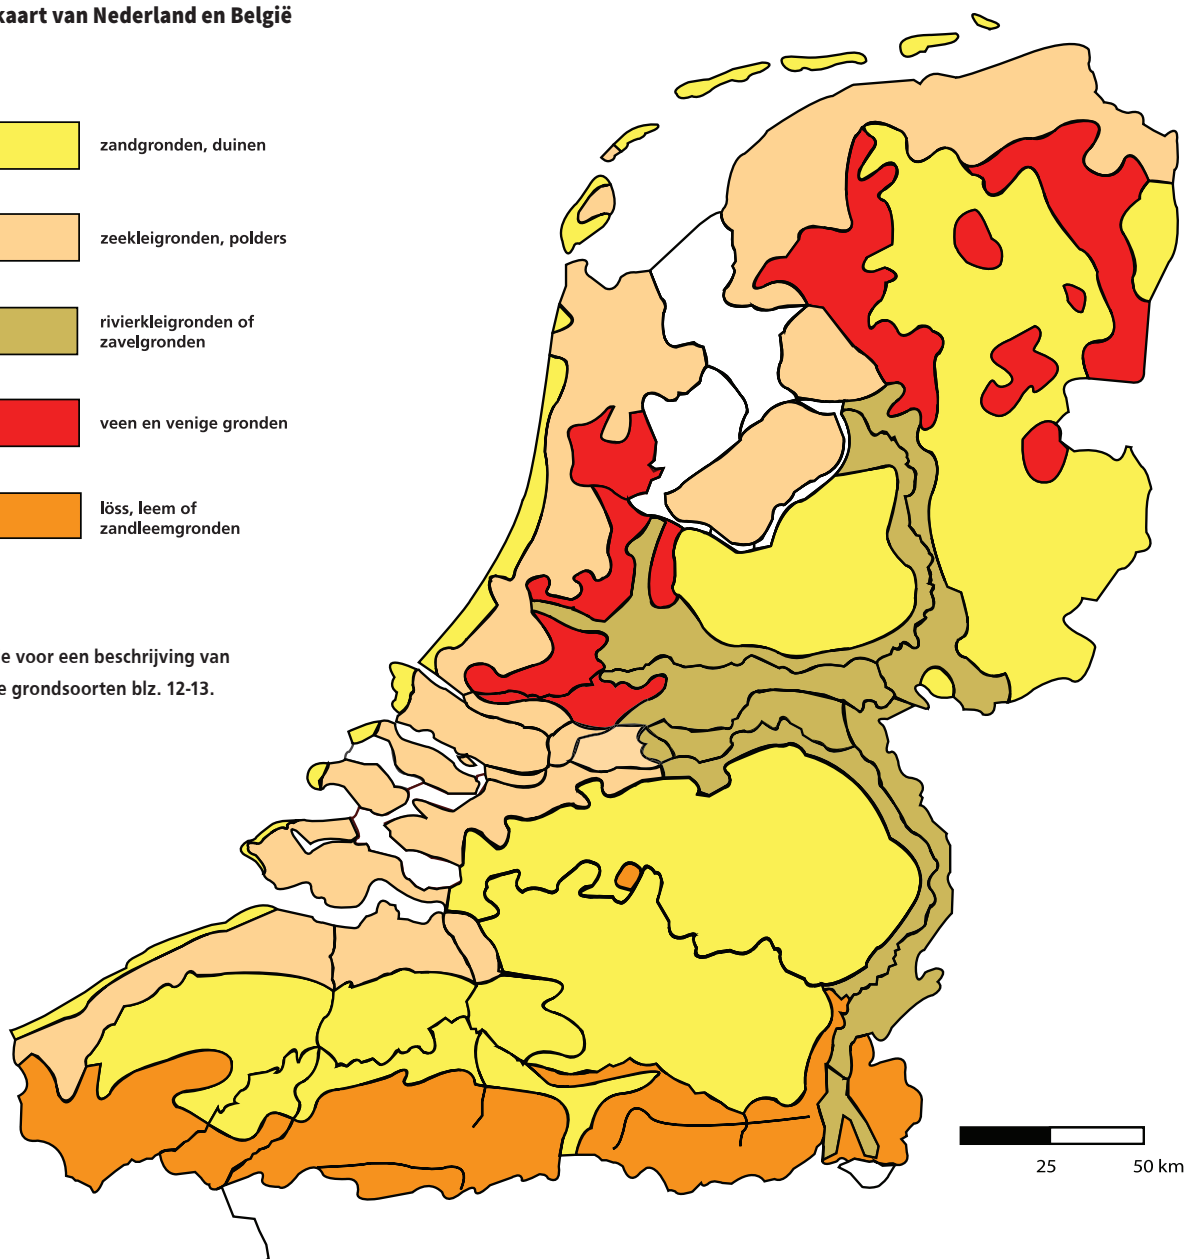 kaart van Nederland en België
zandgronden, duinen
zeekleigronden, polders
rivierkleigronden of
zavelgronden
veen en venige gronden
löss, leem of
zandleemgronden
e voor een beschrijving van
e grondsoorten blz. 12-13.
25 50 km